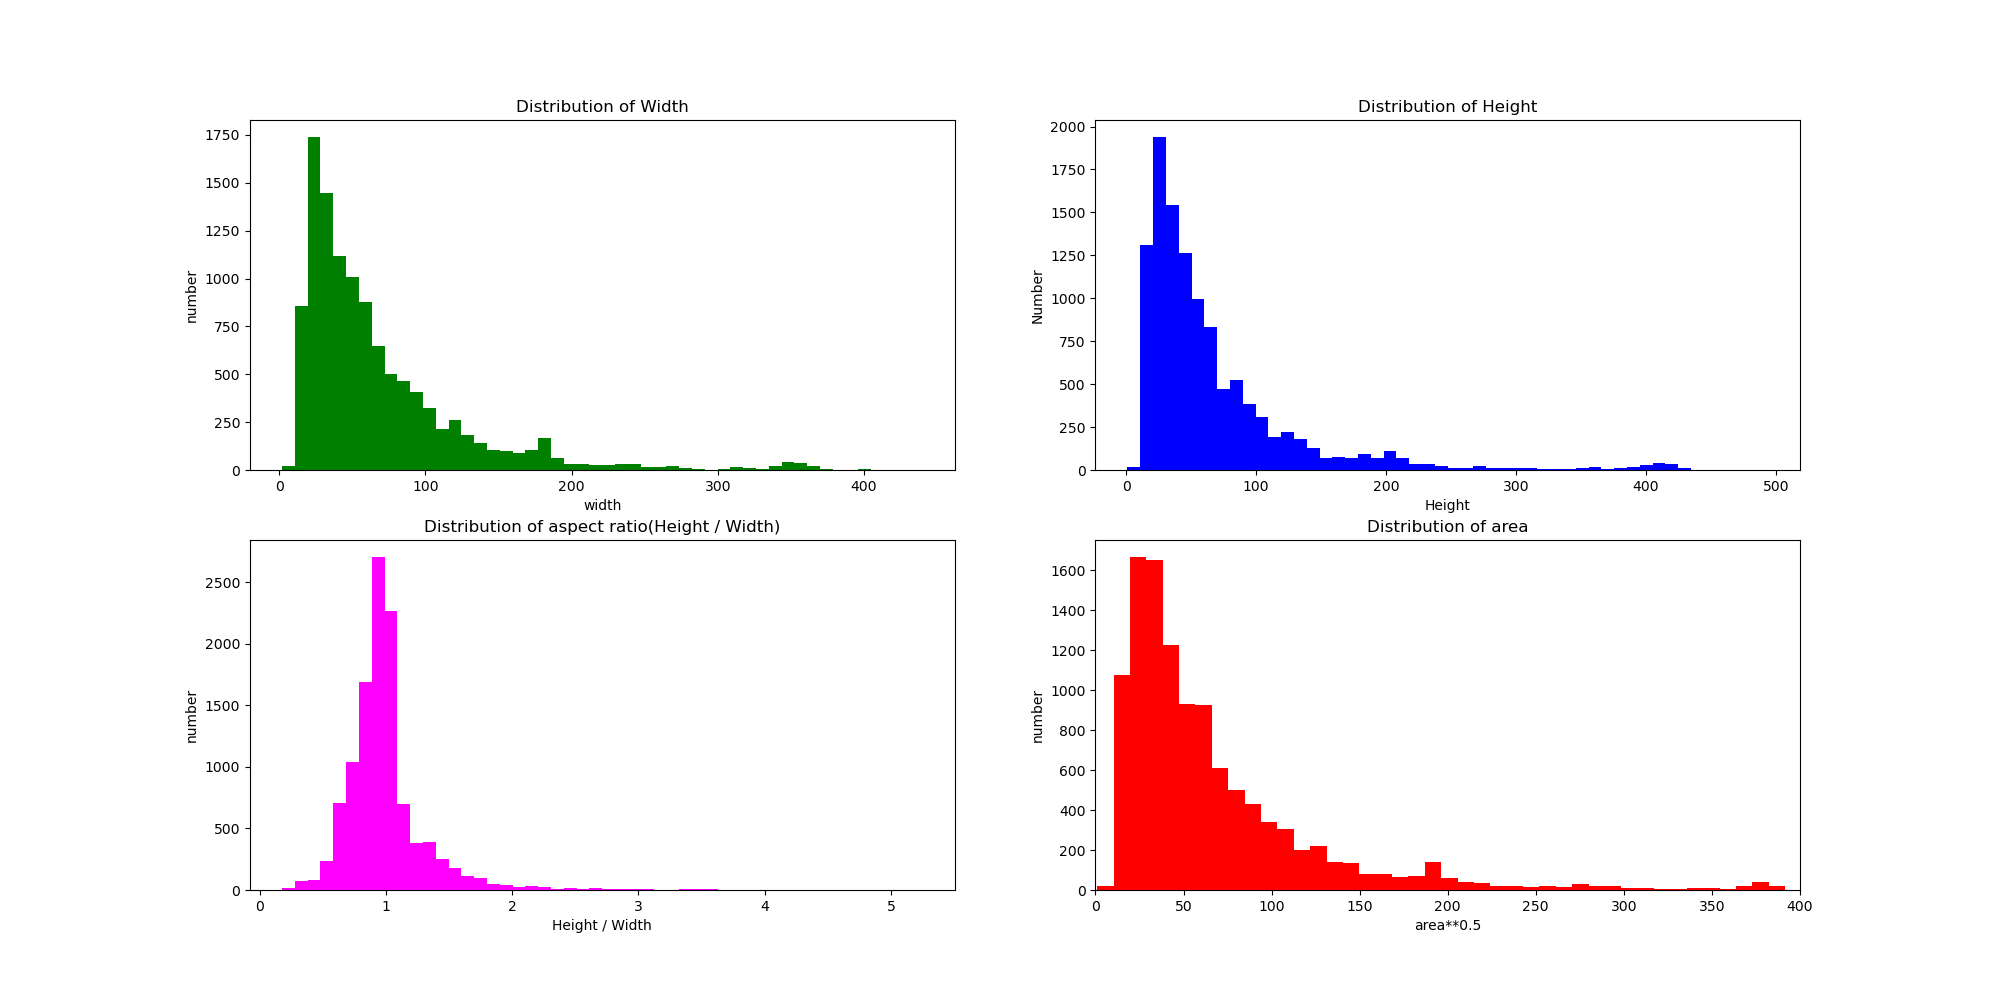 Distribution of Width
1750
1500
1250
1000
750
500
250
0
number
0 100 200 300 400
width
Distribution of Height
2000
1750
1500
1250
1000
750
500
250
0
Number
0 100 200 300 400 500
Height
Distribution of aspect ratio(Height / Width)
2500
2000
1500
1000
500
0
number
0 1 2 3 4 5
Height / Width
Distribution of area
1600
1400
1200
1000
800
600
400
200
0
number
0 50 100 150 200 250 300 350 400
area**0.5